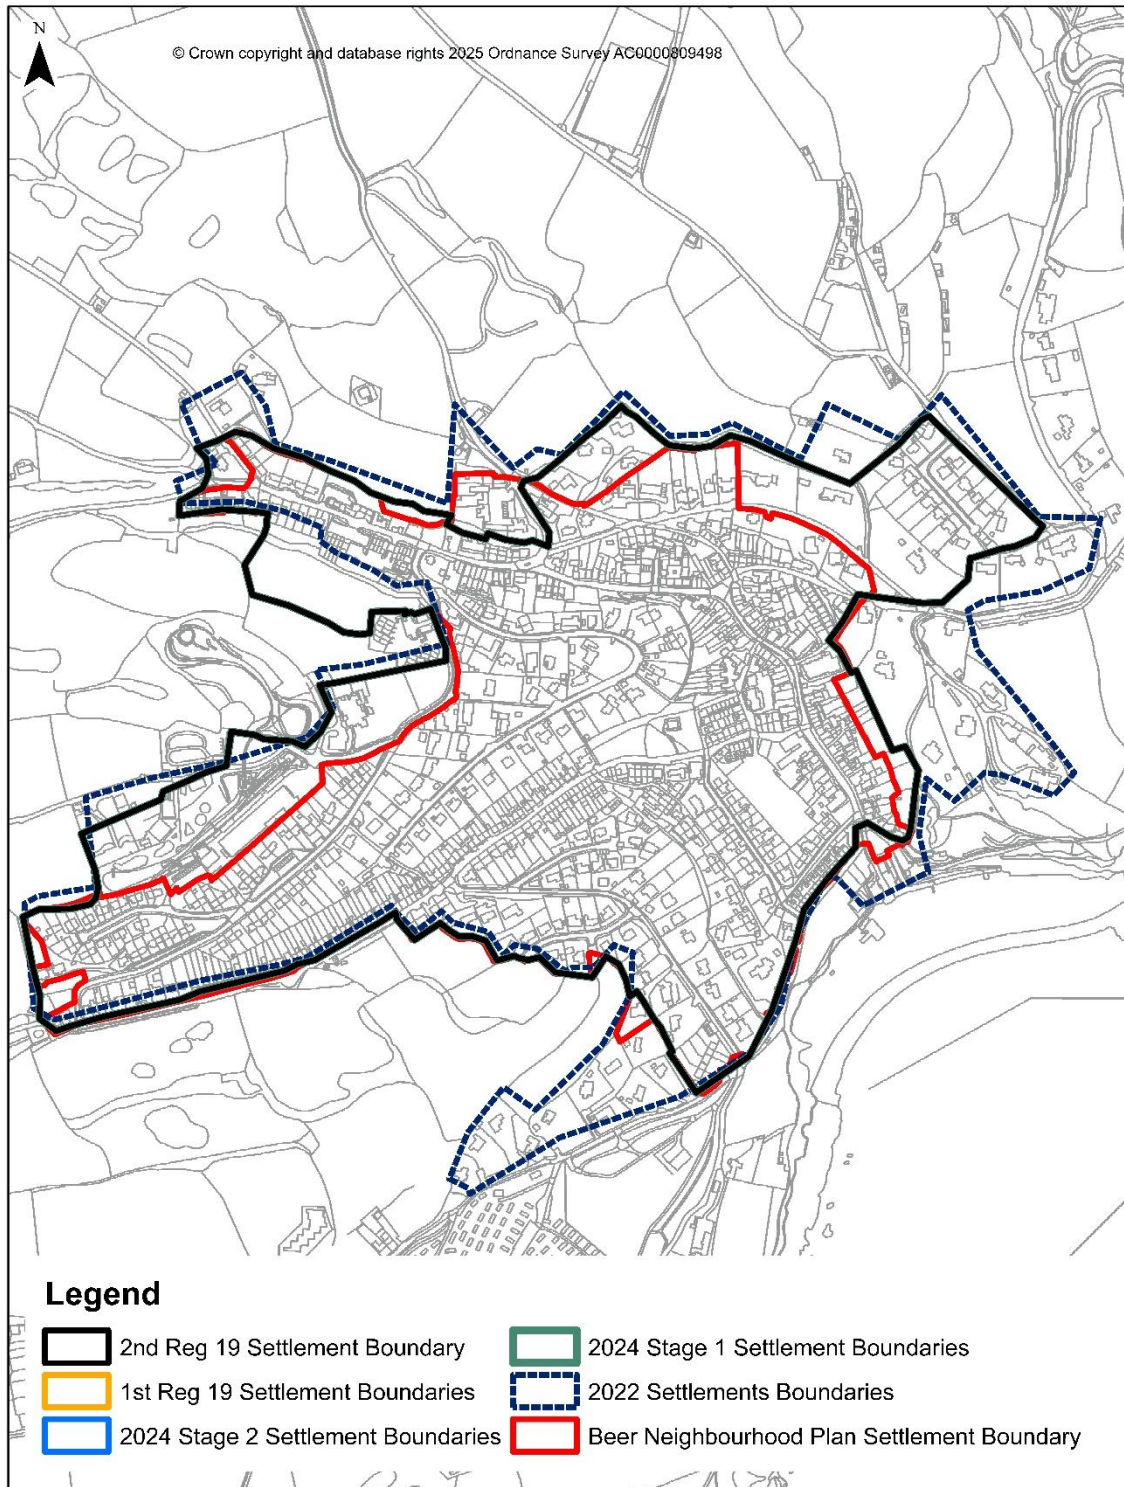 N
© Crown copyright and database rights 2025 Ordnance Survey AC0000809498
Legend
2nd Reg 19 Settlement Boundary
2024 Stage 1 Settlement Boundaries
1st Reg 19 Settlement Boundaries
2022 Settlements Boundaries
2024 Stage 2 Settlement Boundaries
Beer Neighbourhood Plan Settlement Boundary